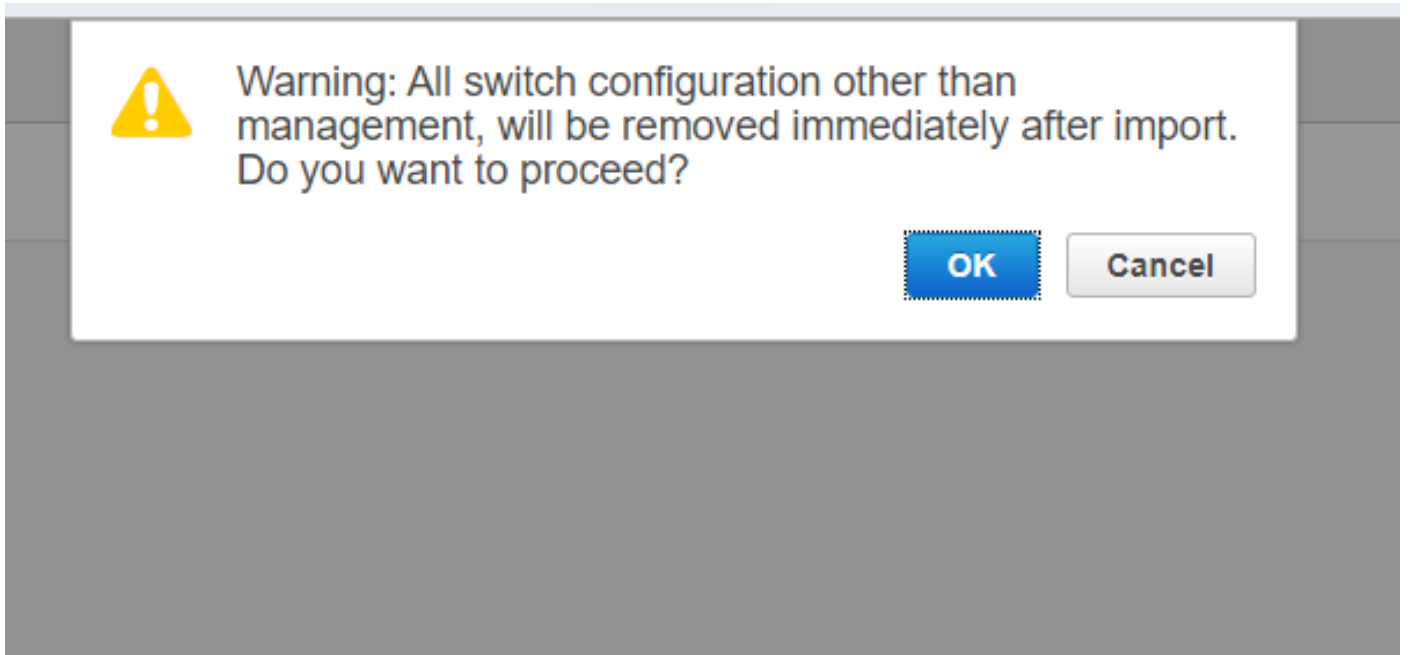 Warning: All switch configuration other than
management, will be removed immediately after import.
Do you want to proceed?
OK Cancel